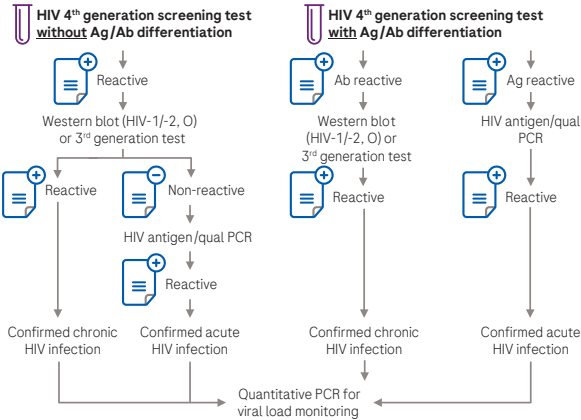 HIV 4th generation screening test
without Ag/Ab differentiation
Reactive
Western blot (HIV-1/-2, O)
or 3rd generation test
Reactive
Non-reactive
HIV antigen/qual PCR
Reactive
Confirmed chronic
HIV infection
Confirmed acute
HIV infection
HIV 4th generation screening test
with Ag/Ab differentiation
Ab reactive
Western blot
(HIV-1/-2, O) or
3rd generation test
Reactive
Confirmed chronic
HIV infection
Ag reactive
HIV antigen/qual
PCR
Reactive
Confirmed acute
HIV infection
Quantitative PCR for
viral load monitoring